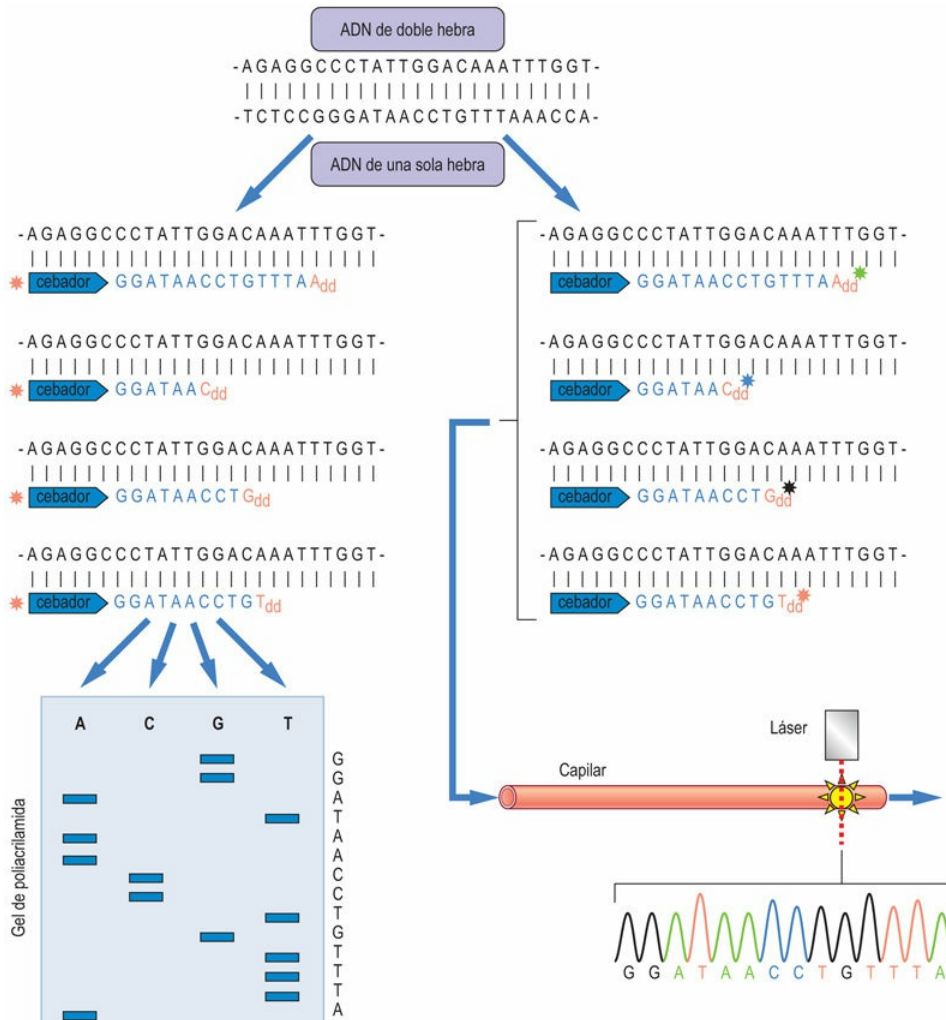 ADN de doble hebra
-AGAGGCCCTATTGGACAAATTTGGT-
-TCTCCGGGATAACCTGTTTAAACCA-
ADN de una sola hebra
-AGAGGCCCTATTGGACAAATTTGGT-
cebador GGATAACCTGTTTAAdd
-AGAGGCCCTATTGGACAAATTTGGT-
cebador GGATAACdd
-AGAGGCCCTATTGGACAAATTTGGT-
cebador GGATAACCTGdd
-AGAGGCCCTATTGGACAAATTTGGT-
cebador GGATAACCTGTdd
A C G T
Gel de poliacrilamida
G
G
A
T
A
A
C
C
T
G
T
T
T
A
-AGAGGCCCTATTGGACAAATTTGGT-
cebador GGATAACCTGTTTAAdd
-AGAGGCCCTATTGGACAAATTTGGT-
cebador GGATAACdd
-AGAGGCCCTATTGGACAAATTTGGT-
cebador GGATAACCTGdd
-AGAGGCCCTATTGGACAAATTTGGT-
cebador GGATAACCTGTdd
Láser
Capilar
G G A T A A C C T G T T T A